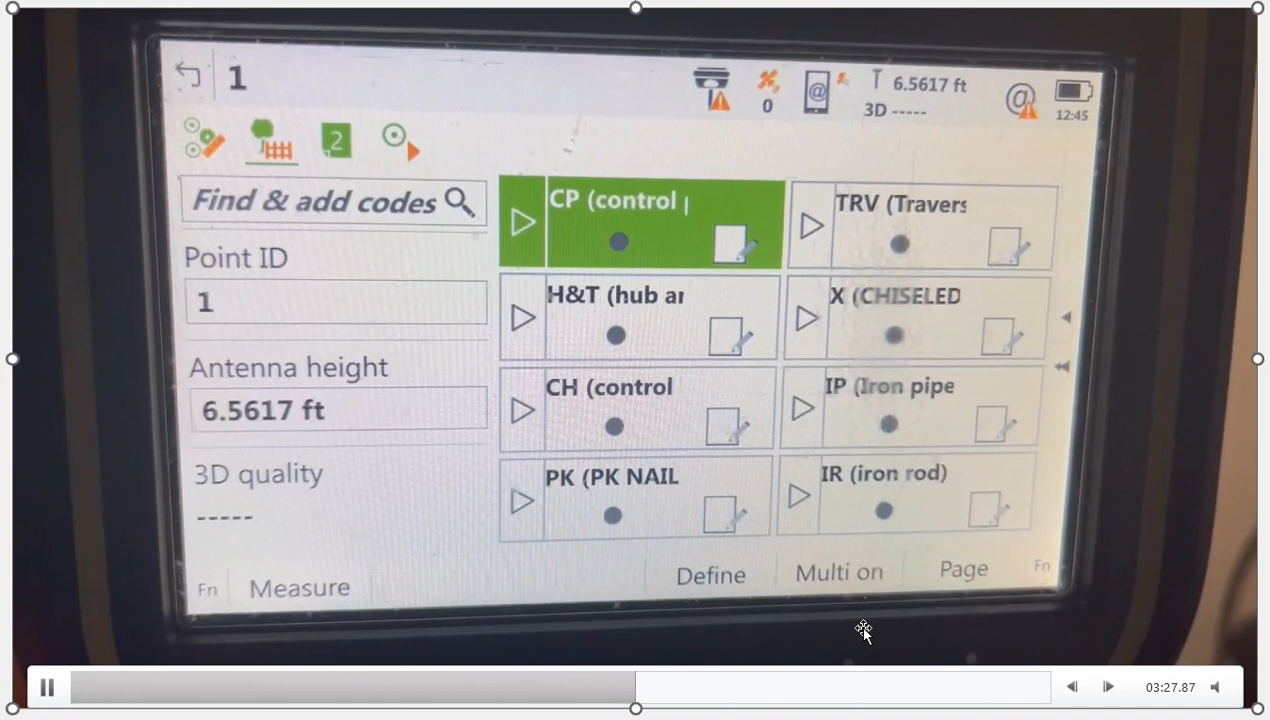 1
6.5617 ft
0
3D -----
12:45
2
Find & add codes
Point ID
1
Antenna height
6.5617 ft
3D quality
-----
CP (control |
TRV (Travers
H&T (hub ar
X (CHISELED
CH (control
IP (Iron pipe
PK (PK NAIL
IR (iron rod)
Fn
Measure
Define
Multi on
Page
Fn
03:27.87